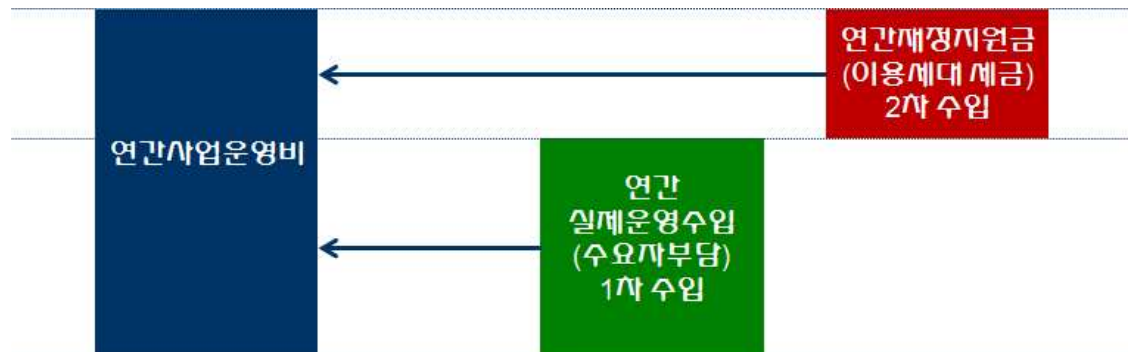 연간재정지원금
(이용세대 세금)
2차 수입
연간사업운영비
연간
실제운영수입
(수요자부담)
1차 수입